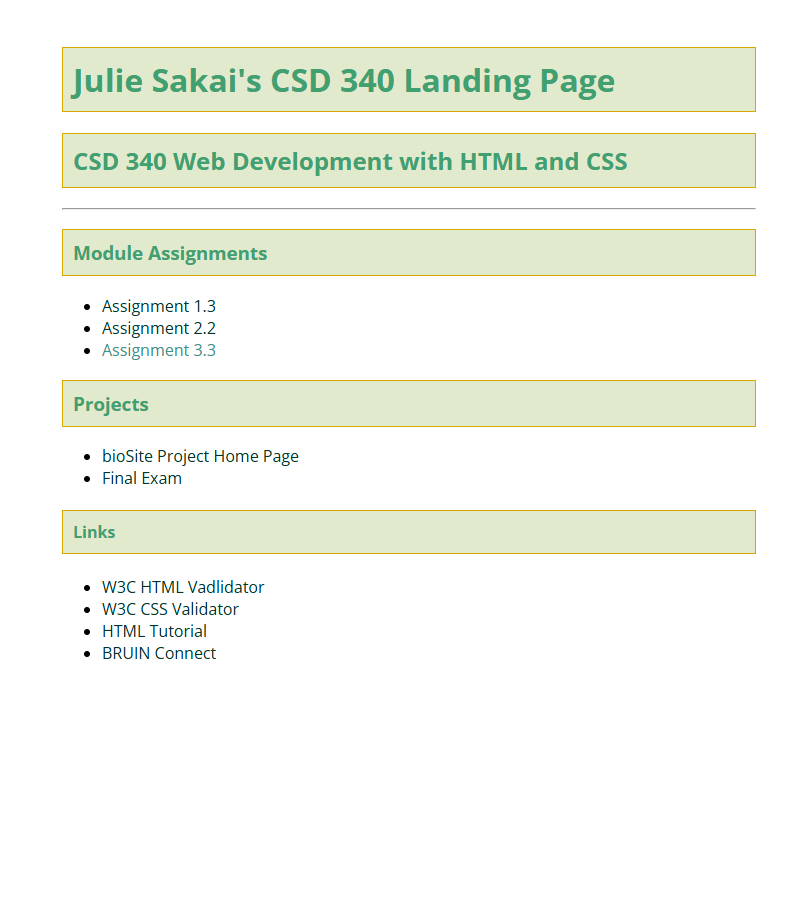 Julie Sakai's CSD 340 Landing Page
CSD 340 Web Development with HTML and CSS
Module Assignments
Assignment 1.3
Assignment 2.2
Assignment 3.3
Projects
bioSite Project Home Page
Final Exam
Links
W3C HTML Vadlidator
W3C CSS Validator
HTML Tutorial
BRUIN Connect